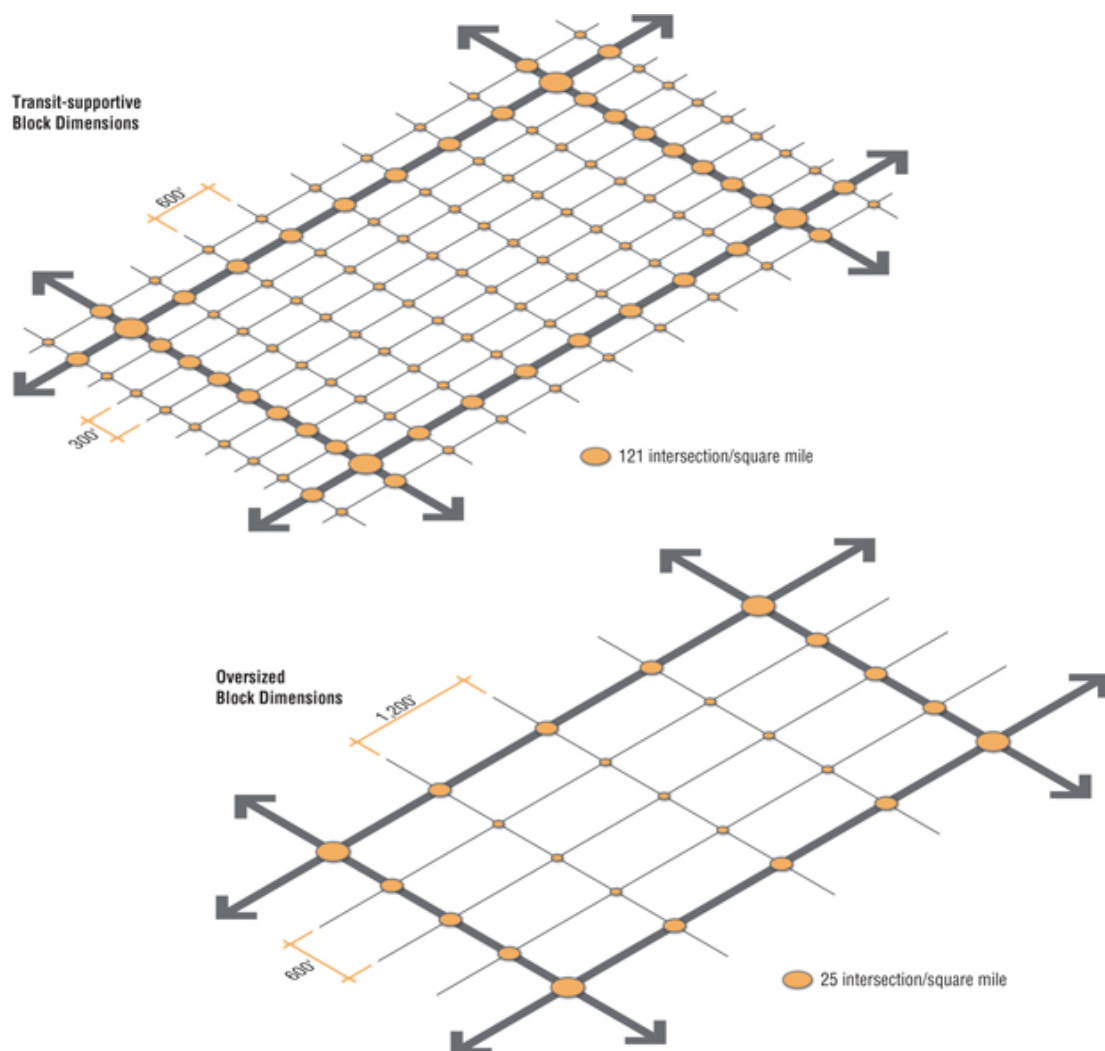 Transit-supportive
Block Dimensions
600'
300'
121 intersection/square mile
Oversized
Block Dimensions
1,200'
600'
25 intersection/square mile